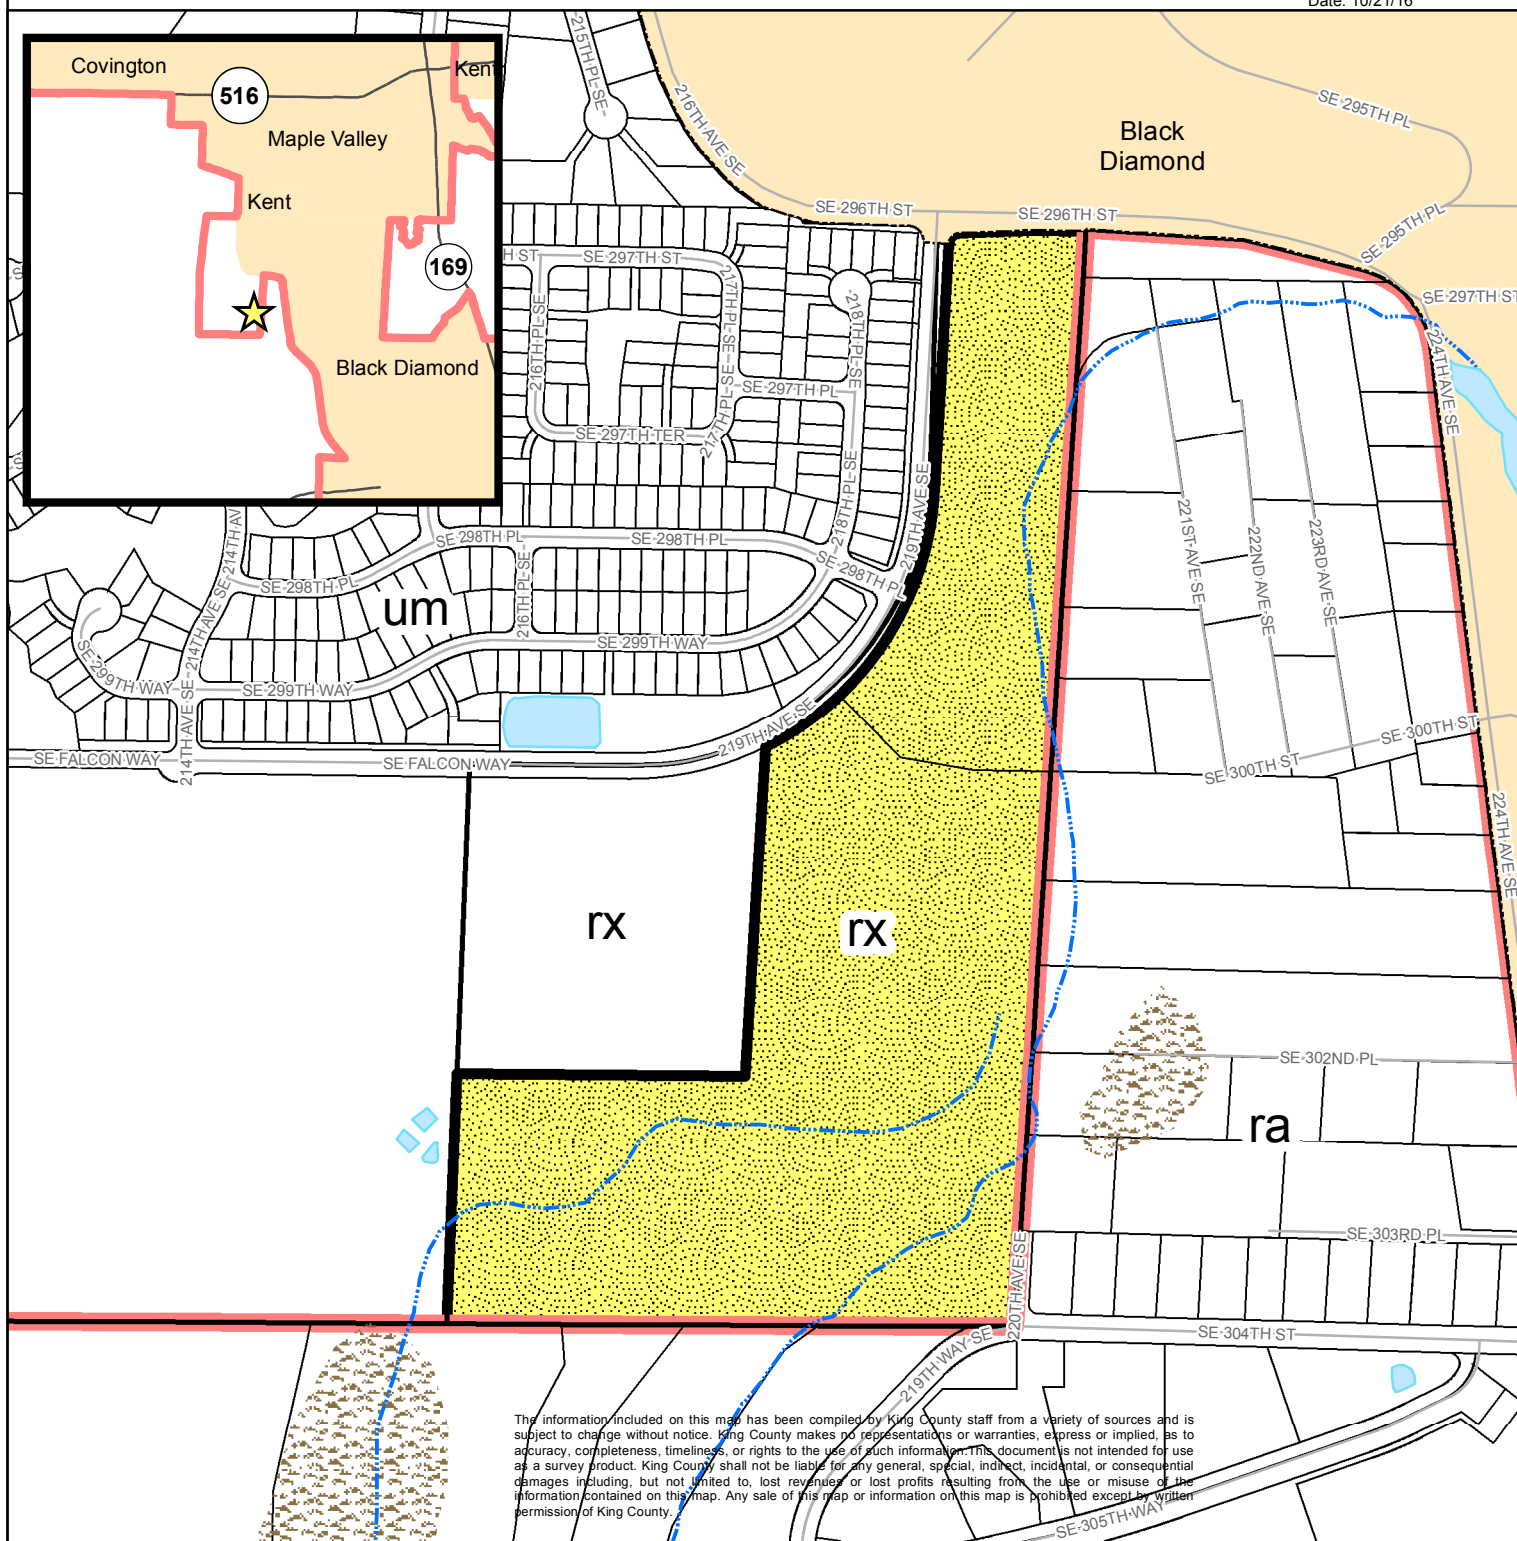 Date: 10/21/16
Covington
Kent
516
Maple Valley
Kent
169
Black Diamond
215TH PL SE
216TH AVE SE
SE 295TH PL
Black
Diamond
SE 295TH PL
SE 296TH ST
SE 296TH ST
H ST
SE 297TH ST
SE 297TH ST
217TH PL SE
218TH PL SE
216TH PL SE
224TH AVE SE
217TH PL SE
SE 297TH PL
SE 297TH TER
218TH PL SE
219TH AVE SE
221ST AVE SE
222ND AVE SE
223RD AVE SE
214TH AV
SE 298TH PL
SE 298TH PL
SE 298TH PL
SE 298TH PL
um
216TH PL SE
214TH AVE SE
SE 299TH WAY
SE 299TH WAY
SE 299TH WAY
214TH AVE SE
219TH AVE SE
SE 300TH ST
SE 300TH ST
SE FALCON WAY
SE FALCON WAY
224TH AVE SE
rx
rx
SE 302ND PL
ra
SE 303RD PL
220TH AVE SE
SE 304TH ST
219TH WAY SE
The information included on this map has been compiled by King County staff from a variety of sources and is
subject to change without notice. King County makes no representations or warranties, express or implied, as to
accuracy, completeness, timeliness, or rights to the use of such information. This document is not intended for use
as a survey product. King County shall not be liable for any general, special, indirect, incidental, or consequential
damages including, but not limited to, lost revenues or lost profits resulting from the use or misuse of the
information contained on this map. Any sale of this map or information on this map is prohibited except by written
permission of King County.
SE 305TH WAY